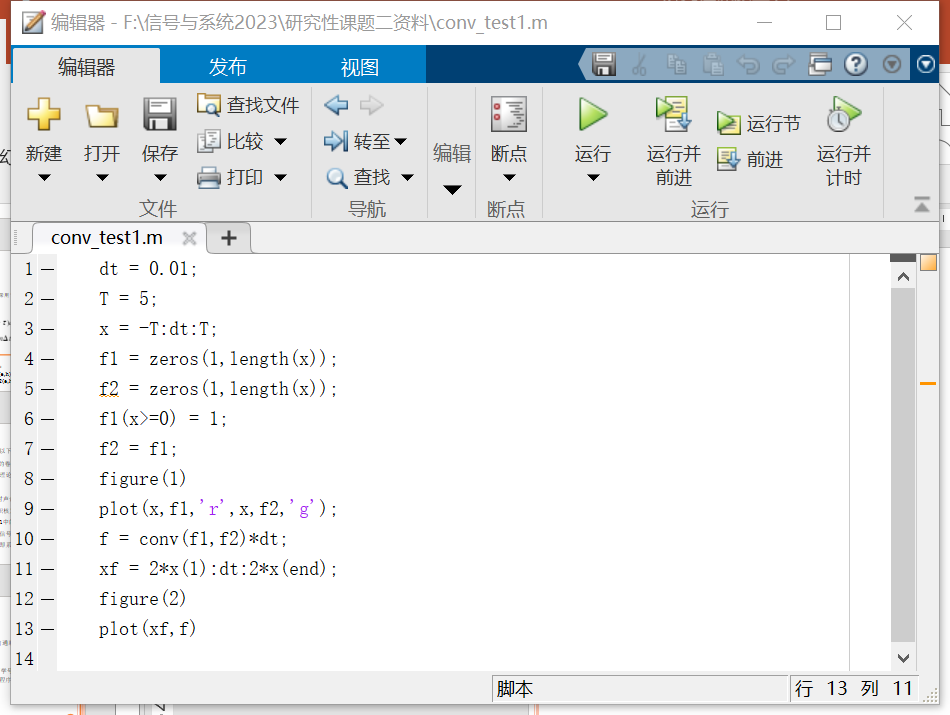 编辑器 - F:\信号与系统2023\研究性课题二资料\conv_test1.m
编辑器 发布 视图
新建 打开 保存 查找文件 比较 打印 转至 查找 编辑 断点 运行 运行并前进 运行节 前进 运行并计时
文件 导航 断点 运行
conv_test1.m
1 dt = 0.01;
2 T = 5;
3 x = -T:dt:T;
4 f1 = zeros(1,length(x));
5 f2 = zeros(1,length(x));
6 f1(x>=0) = 1;
7 f2 = f1;
8 figure(1)
9 plot(x,f1,'r',x,f2,'g');
10 f = conv(f1,f2)*dt;
11 xf = 2*x(1):dt:2*x(end);
12 figure(2)
13 plot(xf,f)
14
脚本 行 13 列 11